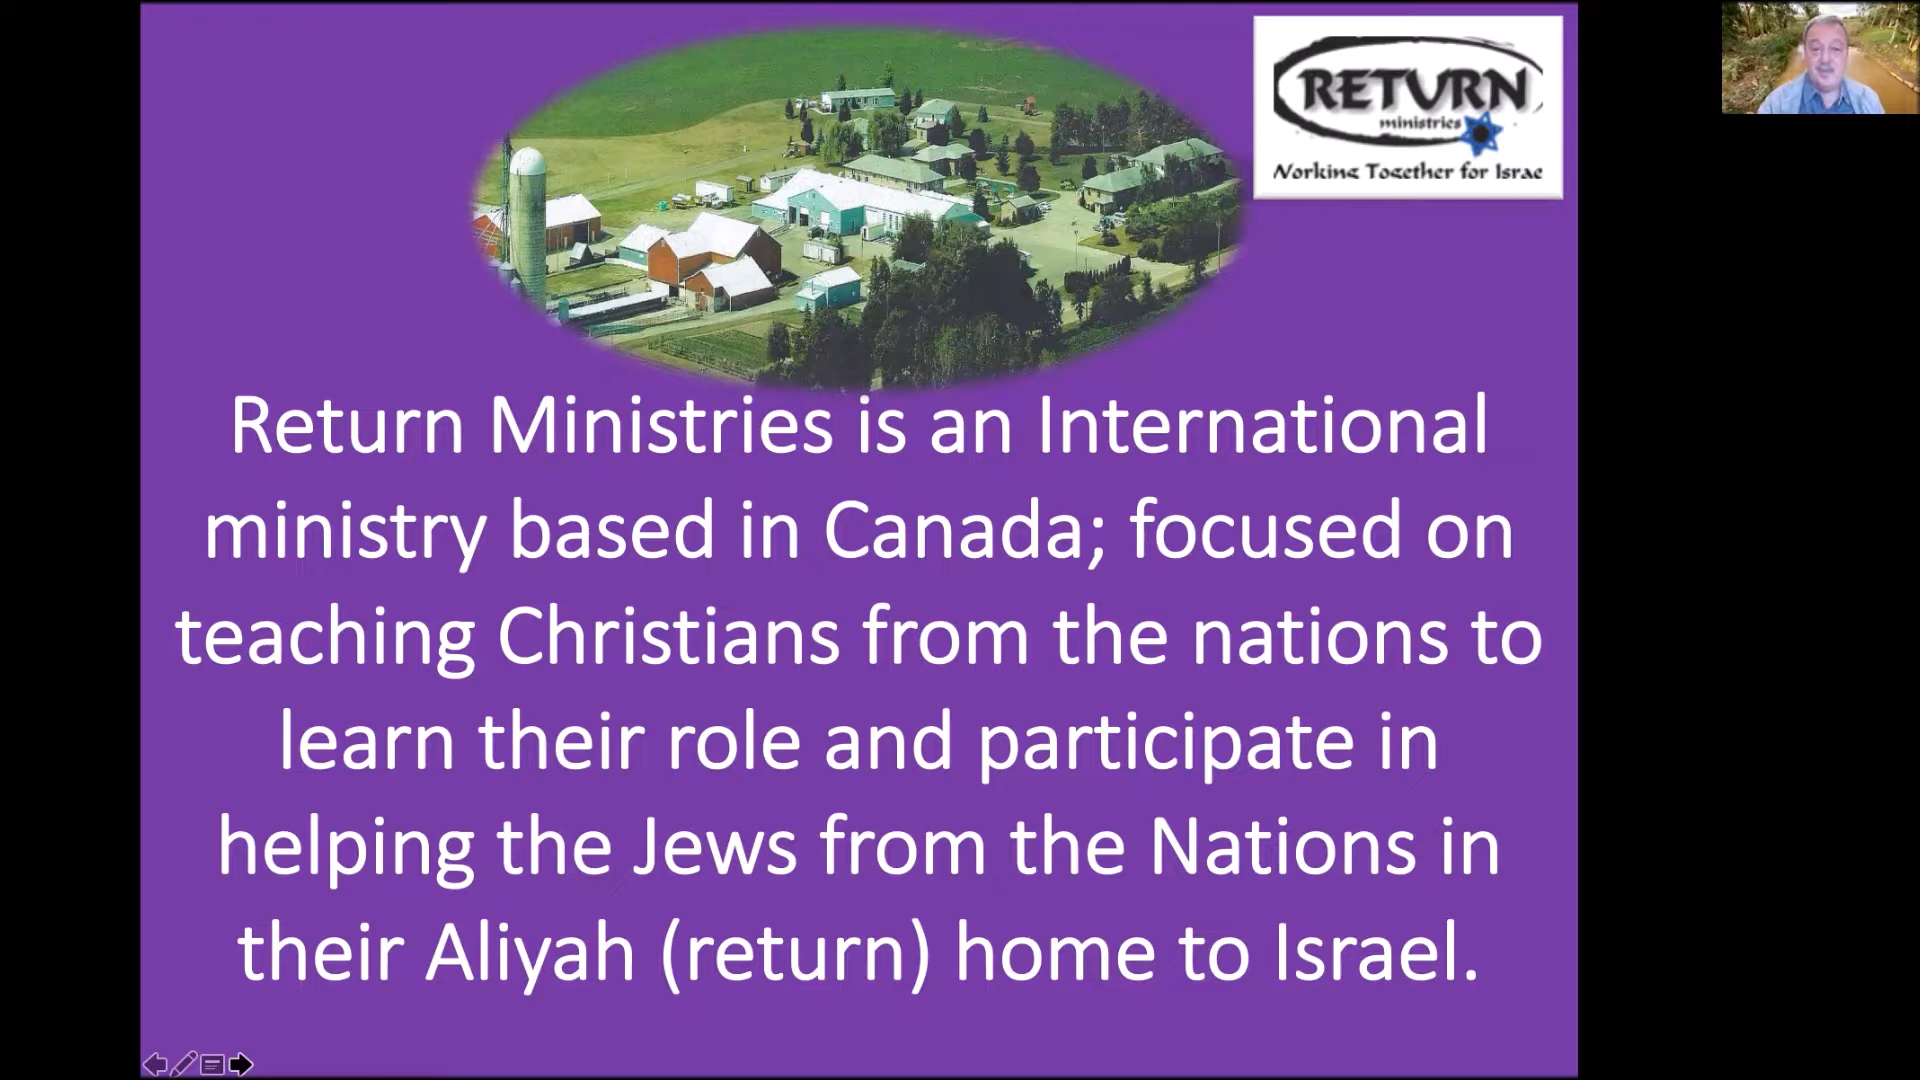 RETURN
ministries
Working Together for Israe
Return Ministries is an International
ministry based in Canada; focused on
teaching Christians from the nations to
learn their role and participate in
helping the Jews from the Nations in
their Aliyah (return) home to Israel.